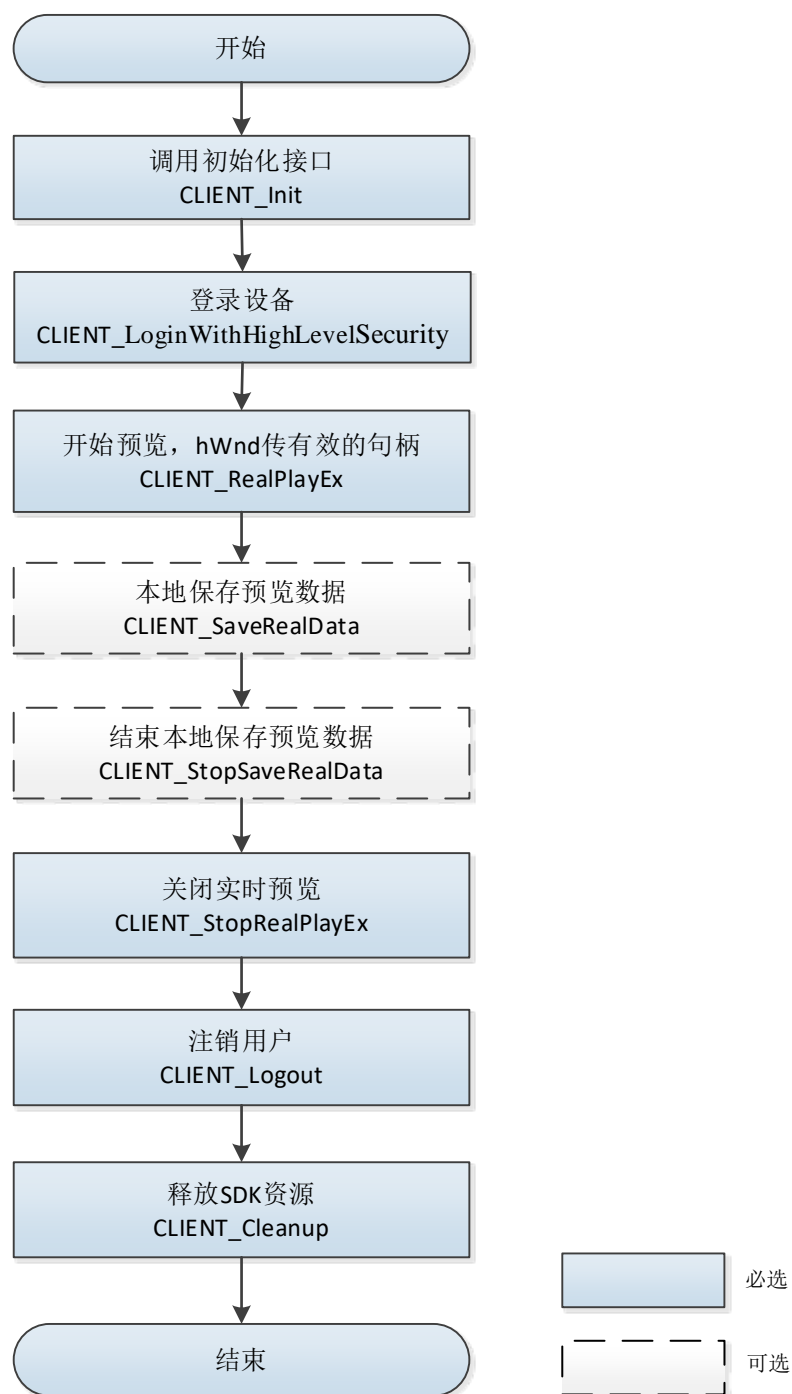 开始
调用初始化接口
CLIENT_Init
登录设备
CLIENT_LoginWithHighLevelSecurity
开始预览，hWnd传有效的句柄
CLIENT_RealPlayEx
本地保存预览数据
CLIENT_SaveRealData
结束本地保存预览数据
CLIENT_StopSaveRealData
关闭实时预览
CLIENT_StopRealPlayEx
注销用户
CLIENT_Logout
释放SDK资源
CLIENT_Cleanup
结束
必选
可选